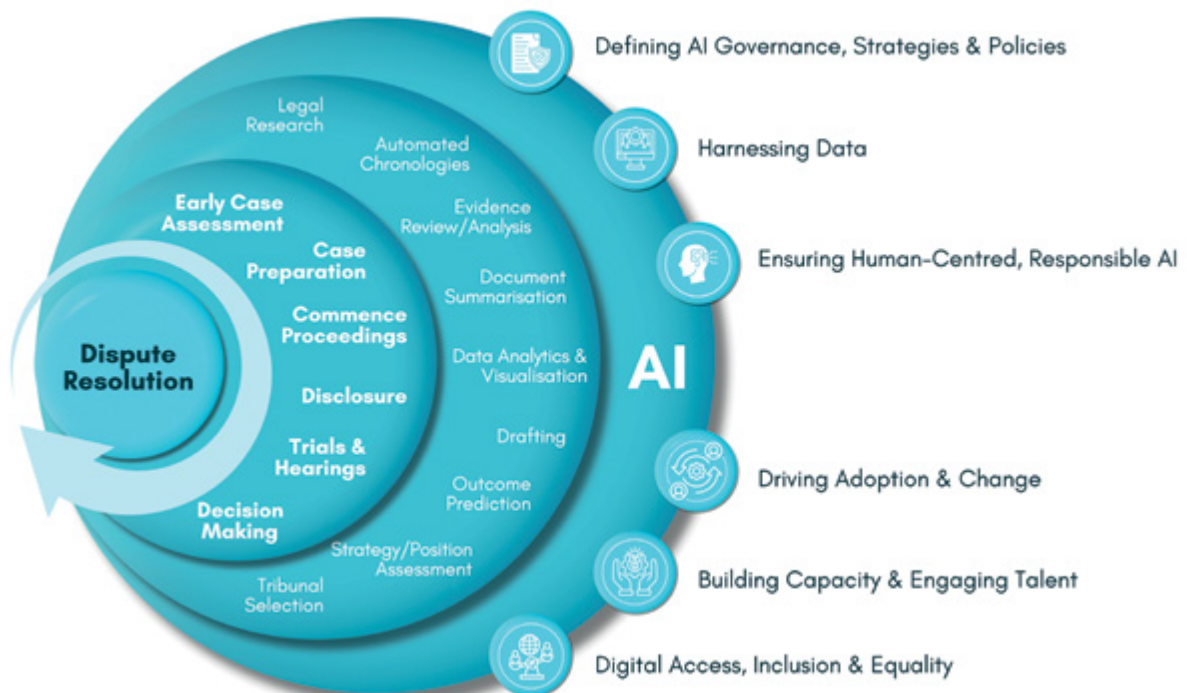 Dispute
Resolution
Early Case
Assessment
Case
Preparation
Commence
Proceedings
Disclosure
Trials &
Hearings
Decision
Making
Legal
Research
Automated
Chronologies
Evidence
Review/Analysis
Document
Summarisation
Data Analytics &
Visualisation
Drafting
Outcome
Prediction
Strategy/Position
Assessment
Tribunal
Selection
AI
Defining AI Governance, Strategies & Policies
Harnessing Data
Ensuring Human-Centred, Responsible AI
Driving Adoption & Change
Building Capacity & Engaging Talent
Digital Access, Inclusion & Equality